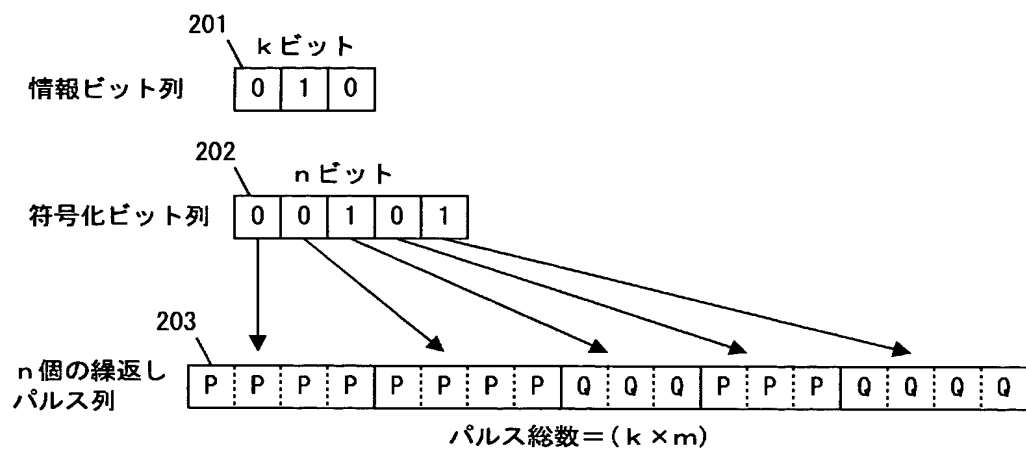 201
kビット
情報ビット列 0 1 0
202
nビット
符号化ビット列 0 0 1 0 1
203
n個の繰返し
パルス列
P P P P P P P P Q Q Q P P P Q Q Q Q
パルス総数=(k×m)